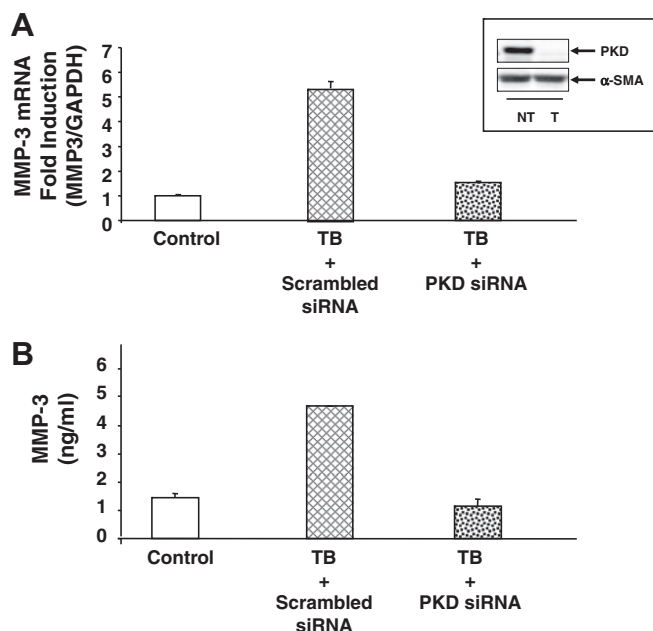 A
MMP-3 mRNA
Fold Induction
(MMP3/GAPDH)
7
6
5
4
3
2
1
0
Control
TB
+
Scrambled
siRNA
TB
+
PKD siRNA
PKD
α-SMA
NT T
B
MMP-3
(ng/ml)
6
5
4
3
2
1
0
Control
TB
+
Scrambled
siRNA
TB
+
PKD siRNA